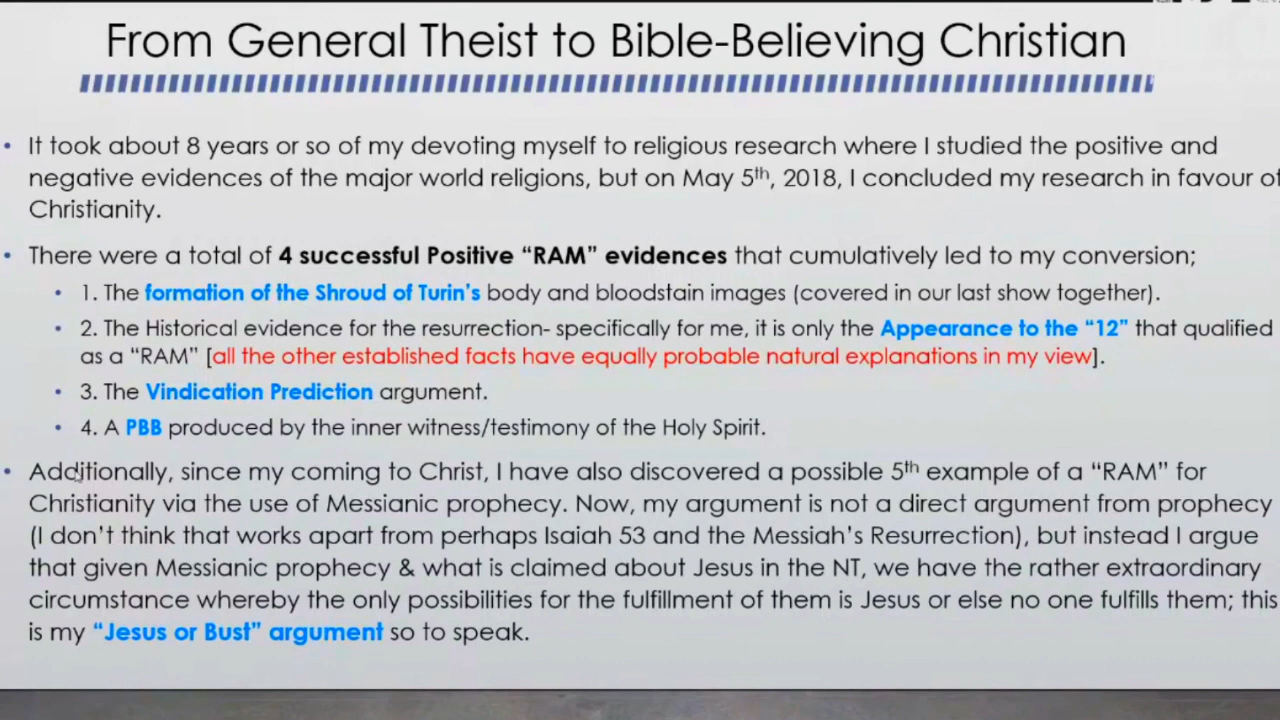 From General Theist to Bible-Believing Christian
• It took about 8 years or so of my devoting myself to religious research where I studied the positive and
negative evidences of the major world religions, but on May 5th, 2018, I concluded my research in favour of
Christianity.
• There were a total of 4 successful Positive “RAM” evidences that cumulatively led to my conversion;
• 1. The formation of the Shroud of Turin’s body and bloodstain images (covered in our last show together).
• 2. The Historical evidence for the resurrection- specifically for me, it is only the Appearance to the “12” that qualified
as a “RAM” [all the other established facts have equally probable natural explanations in my view].
• 3. The Vindication Prediction argument.
• 4. A PBB produced by the inner witness/testimony of the Holy Spirit.
• Additionally, since my coming to Christ, I have also discovered a possible 5th example of a “RAM” for
Christianity via the use of Messianic prophecy. Now, my argument is not a direct argument from prophecy
(I don’t think that works apart from perhaps Isaiah 53 and the Messiah’s Resurrection), but instead I argue
that given Messianic prophecy & what is claimed about Jesus in the NT, we have the rather extraordinary
circumstance whereby the only possibilities for the fulfillment of them is Jesus or else no one fulfills them; this
is my “Jesus or Bust” argument so to speak.